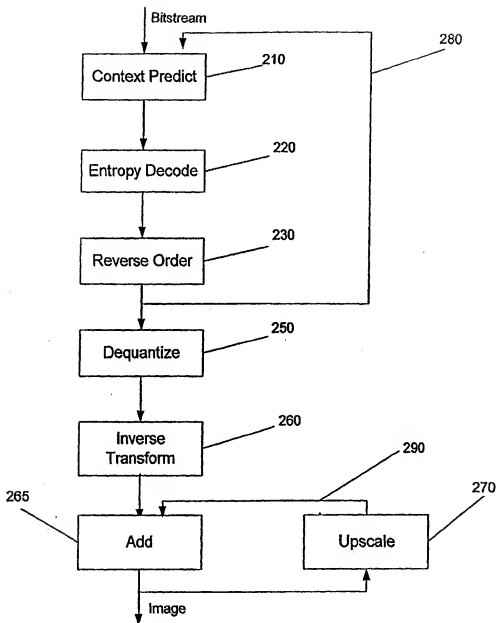 Bitstream
280
Context Predict
210
Entropy Decode
220
Reverse Order
230
Dequantize
250
Inverse
Transform
260
290
265
270
Add
Upscale
Image